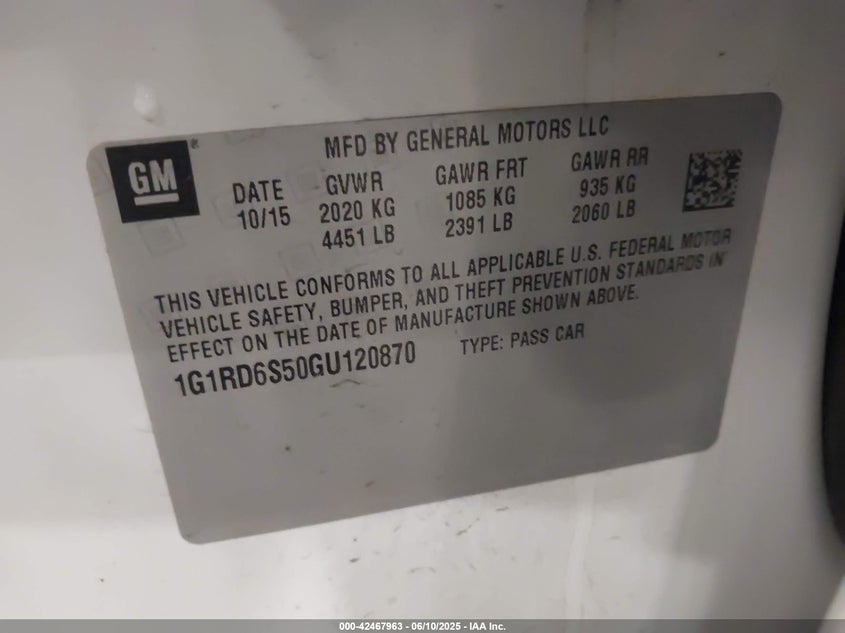 GM®
MFD BY GENERAL MOTORS LLC
DATE GVWR GAWR FRT GAWR RR
10/15 2020 KG 1085 KG 935 KG
4451 LB 2391 LB 2060 LB
THIS VEHICLE CONFORMS TO ALL APPLICABLE U.S. FEDERAL MOTOR
VEHICLE SAFETY, BUMPER, AND THEFT PREVENTION STANDARDS IN
EFFECT ON THE DATE OF MANUFACTURE SHOWN ABOVE.
1G1RD6S50GU120870 TYPE: PASS CAR
000-42467963 - 06/10/2025 - IAA Inc.